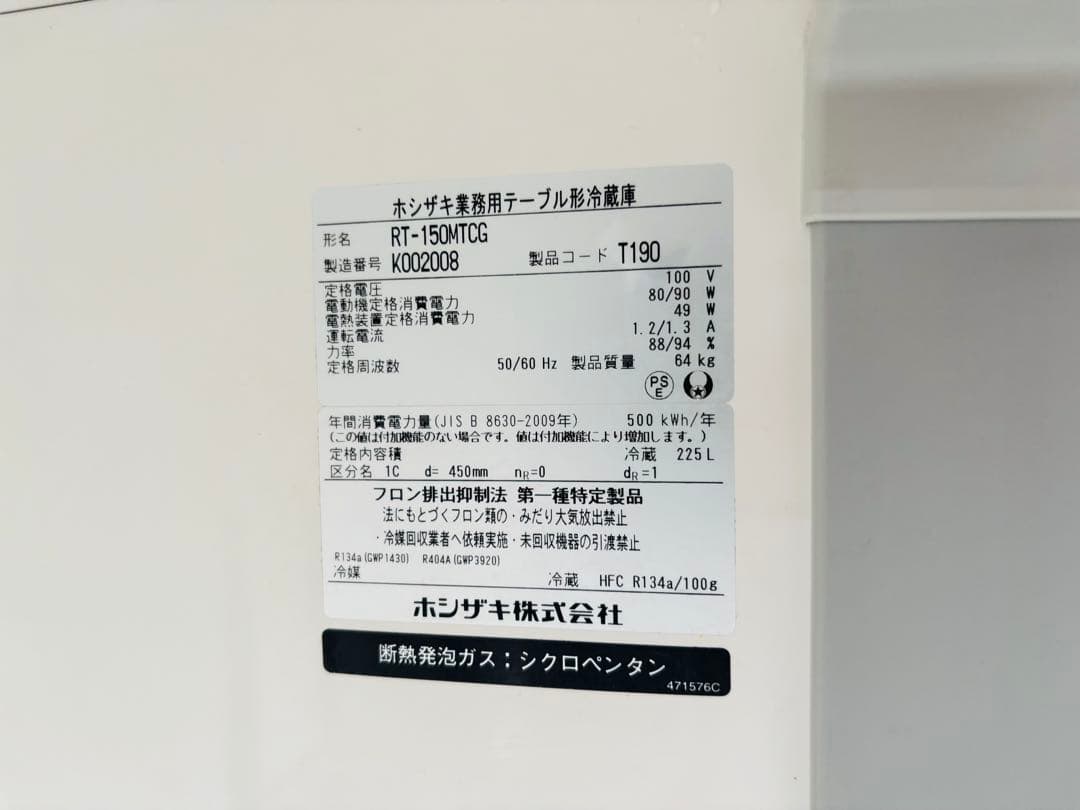 ホシザキ業務用テーブル形冷蔵庫
形名 RT-150MTCG
製造番号 K002008 製品コード T190
定格電圧 100 V
電動機定格消費電力 80/90 W
電熱装置定格消費電力 49 W
運転電流 1.2/1.3 A
力率 88/94 %
定格周波数 50/60 Hz 製品質量 64 kg
PS E
年間消費電力量(JIS B 8630-2009年) 500 kWh/年
(この値は付加機能のない場合です。値は付加機能により増加します。)
定格内容積 冷蔵 225 L
区分名 1C d= 450mm nR=0 dR=1
フロン排出抑制法 第一種特定製品
法にもとづくフロン類の・みだり大気放出禁止
・冷媒回収業者へ依頼実施・未回収機器の引渡禁止
R134a(GWP1430) R404A(GWP3920)
冷媒 冷蔵 HFC R134a/100g
ホシザキ株式会社
断熱発泡ガス：シクロペンタン
471576C